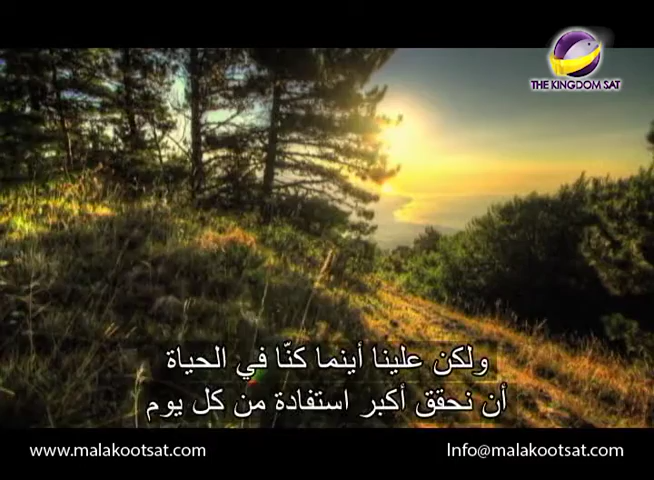 THE KINGDOM SAT
ولكن علينا أينما كنّا في الحياة
أن نحقق أكبر استفادة من كل يوم
www.malakootsat.com
Info@malakootsat.com